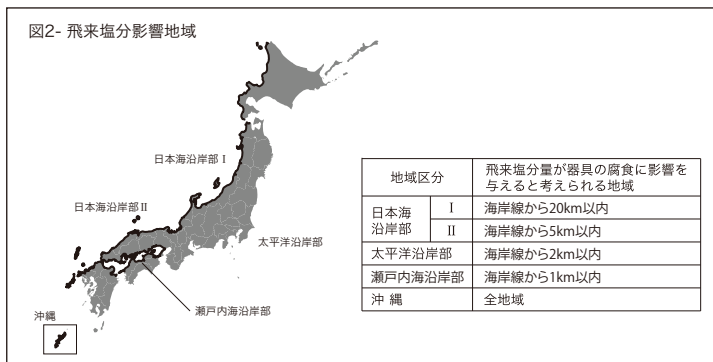 図2- 飛来塩分影響地域
日本海沿岸部Ⅰ
日本海沿岸部Ⅱ
太平洋沿岸部
瀬戸内海沿岸部
沖縄
地域区分
飛来塩分量が器具の腐食に影響を
与えると考えられる地域
日本海
沿岸部
Ⅰ
海岸線から20km以内
Ⅱ
海岸線から5km以内
太平洋沿岸部
海岸線から2km以内
瀬戸内海沿岸部
海岸線から1km以内
沖 縄
全地域